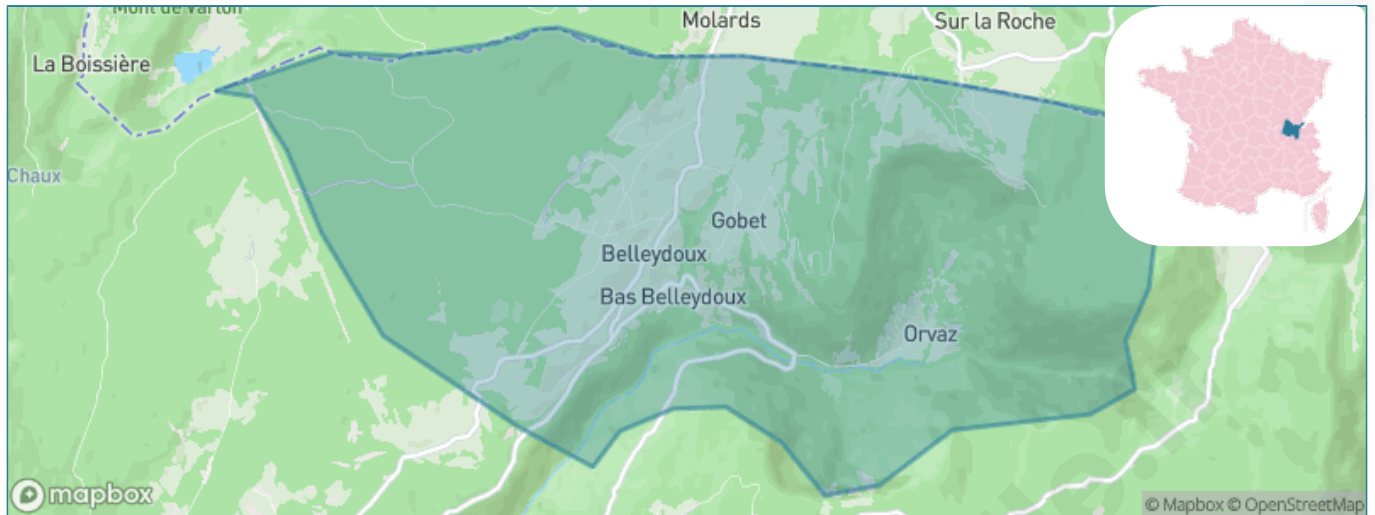 Mont de Varton
Molards
Sur la Roche
La Boissière
Chaux
Gobet
Belleydoux
Bas Belleydoux
Orvaz
mapbox
© Mapbox © OpenStreetMap